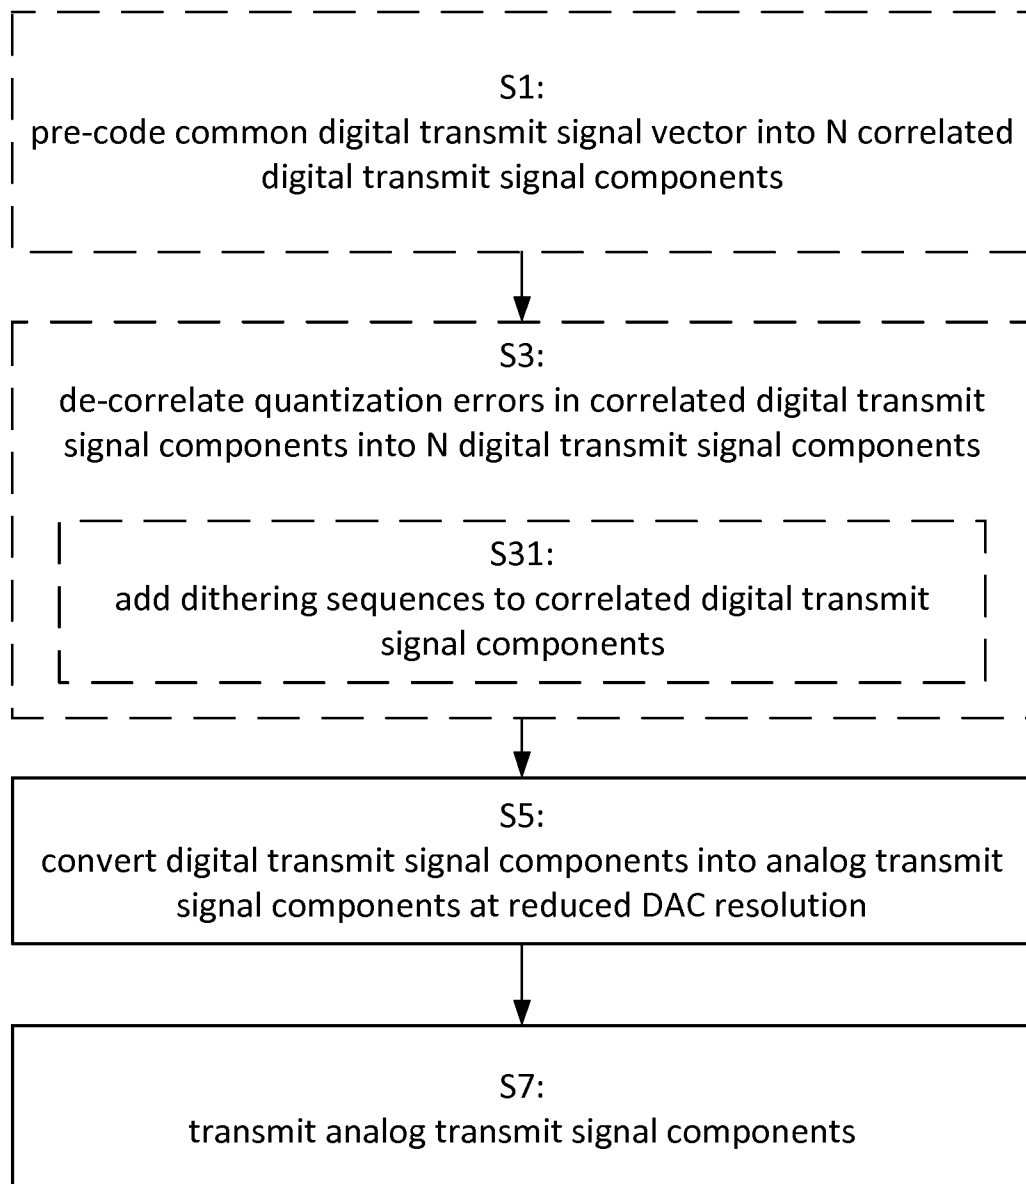 S1:
pre-code common digital transmit signal vector into N correlated
digital transmit signal components
S3:
de-correlate quantization errors in correlated digital transmit
signal components into N digital transmit signal components
S31:
add dithering sequences to correlated digital transmit
signal components
S5:
convert digital transmit signal components into analog transmit
signal components at reduced DAC resolution
S7:
transmit analog transmit signal components